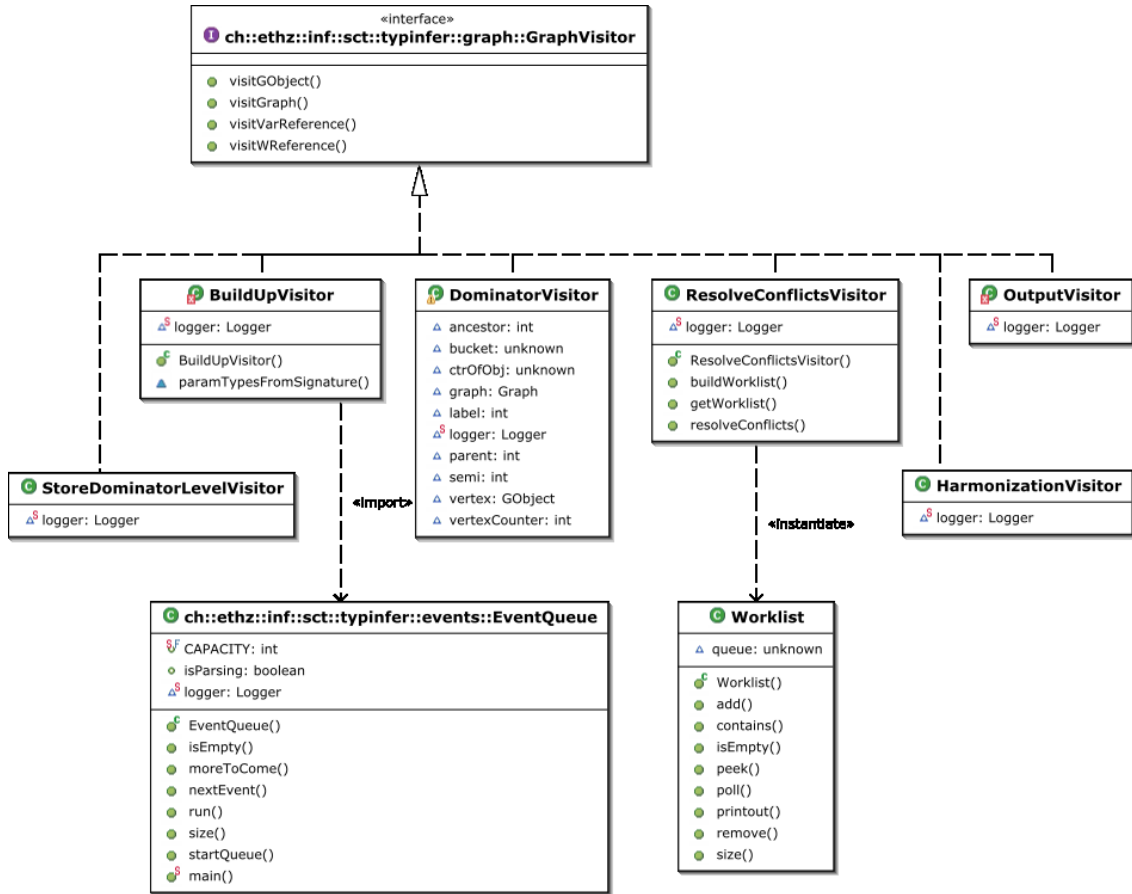 «interface»
I ch::ethz::inf::sct::typinfer::graph::GraphVisitor
visitGObject()
visitGraph()
visitVarReference()
visitWReference()
C BuildUpVisitor
S logger: Logger
C BuildUpVisitor()
paramTypesFromSignature()
C DominatorVisitor
ancestor: int
bucket: unknown
ctrOfObj: unknown
graph: Graph
label: int
S logger: Logger
parent: int
semi: int
vertex: GObject
vertexCounter: int
C ResolveConflictsVisitor
S logger: Logger
C ResolveConflictsVisitor()
buildWorklist()
getWorklist()
resolveConflicts()
C OutputVisitor
S logger: Logger
C StoreDominatorLevelVisitor
S logger: Logger
«import»
«instantiate»
C HarmonizationVisitor
S logger: Logger
C ch::ethz::inf::sct::typinfer::events::EventQueue
S F CAPACITY: int
isParsing: boolean
S logger: Logger
C EventQueue()
isEmpty()
moreToCome()
nextEvent()
run()
size()
startQueue()
S main()
C Worklist
queue: unknown
C Worklist()
add()
contains()
isEmpty()
peek()
poll()
printout()
remove()
size()